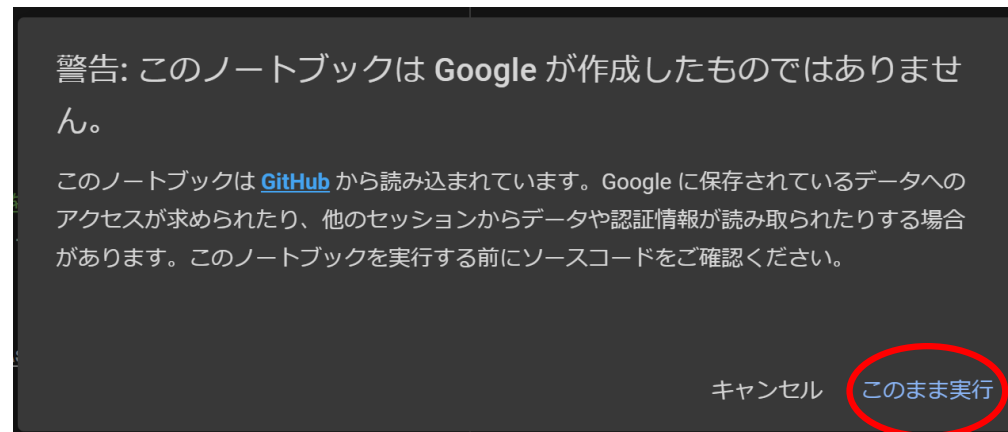 警告: このノートブックは Google が作成したものではありませ
ん。
このノートブックは GitHub から読み込まれています。Google に保存されているデータへの
アクセスが求められたり、他のセッションからデータや認証情報が読み取られたりする場合
があります。このノートブックを実行する前にソースコードをご確認ください。
キャンセル このまま実行